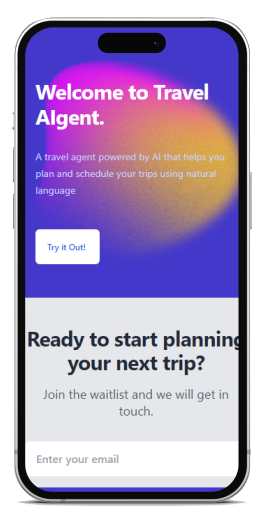 Welcome to Travel
AIgent.
A travel agent powered by AI that helps you
plan and schedule your trips using natural
language
Try it Out!
Ready to start planning
your next trip?
Join the waitlist and we will get in
touch.
Enter your email